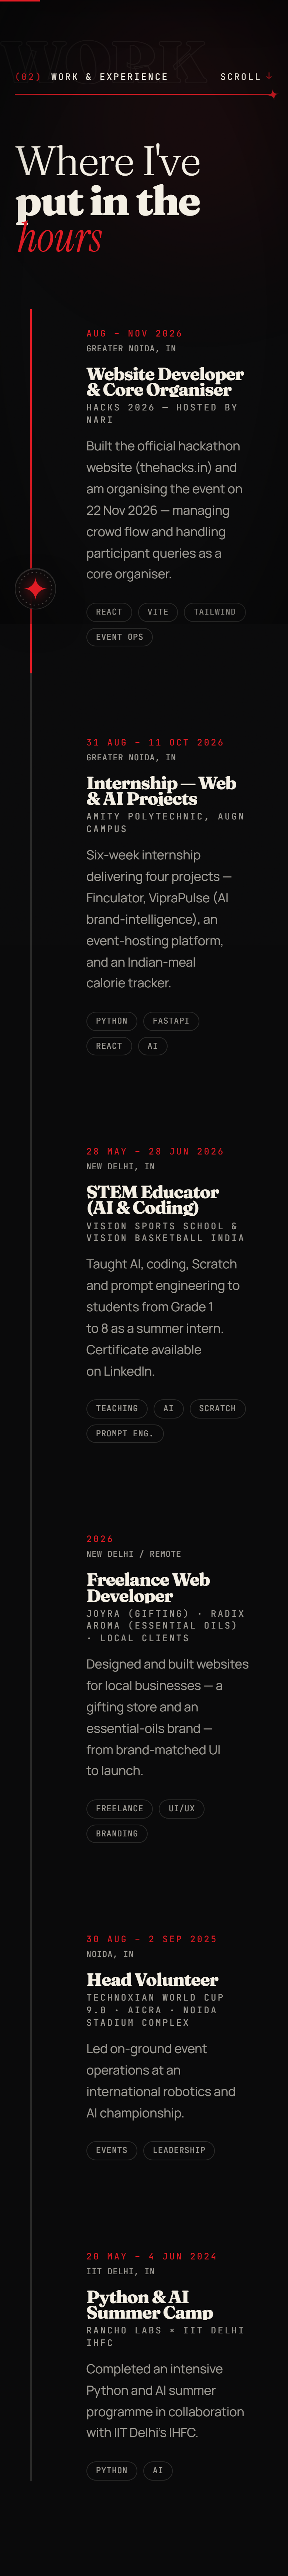 WORK
(02) WORK & EXPERIENCE SCROLL ↓
Where I've
put in the
hours
AUG – NOV 2026
GREATER NOIDA, IN
Website Developer
& Core Organiser
HACKS 2026 — HOSTED BY
NARI
Built the official hackathon
website (thehacks.in) and
am organising the event on
22 Nov 2026 — managing
crowd flow and handling
participant queries as a
core organiser.
REACT VITE TAILWIND
EVENT OPS
31 AUG – 11 OCT 2026
GREATER NOIDA, IN
Internship — Web
& AI Projects
AMITY POLYTECHNIC, AUGN
CAMPUS
Six-week internship
delivering four projects —
Finculator, VipraPulse (AI
brand-intelligence), an
event-hosting platform,
and an Indian-meal
calorie tracker.
PYTHON FASTAPI
REACT AI
28 MAY – 28 JUN 2026
NEW DELHI, IN
STEM Educator
(AI & Coding)
VISION SPORTS SCHOOL &
VISION BASKETBALL INDIA
Taught AI, coding, Scratch
and prompt engineering to
students from Grade 1
to 8 as a summer intern.
Certificate available
on LinkedIn.
TEACHING AI SCRATCH
PROMPT ENG.
2026
NEW DELHI / REMOTE
Freelance Web
Developer
JOYRA (GIFTING) · RADIX
AROMA (ESSENTIAL OILS)
· LOCAL CLIENTS
Designed and built websites
for local businesses — a
gifting store and an
essential-oils brand —
from brand-matched UI
to launch.
FREELANCE UI/UX
BRANDING
30 AUG – 2 SEP 2025
NOIDA, IN
Head Volunteer
TECHNOXIAN WORLD CUP
9.0 · AICRA · NOIDA
STADIUM COMPLEX
Led on-ground event
operations at an
international robotics and
AI championship.
EVENTS LEADERSHIP
20 MAY – 4 JUN 2024
IIT DELHI, IN
Python & AI
Summer Camp
RANCHO LABS × IIT DELHI
IHFC
Completed an intensive
Python and AI summer
programme in collaboration
with IIT Delhi's IHFC.
PYTHON AI